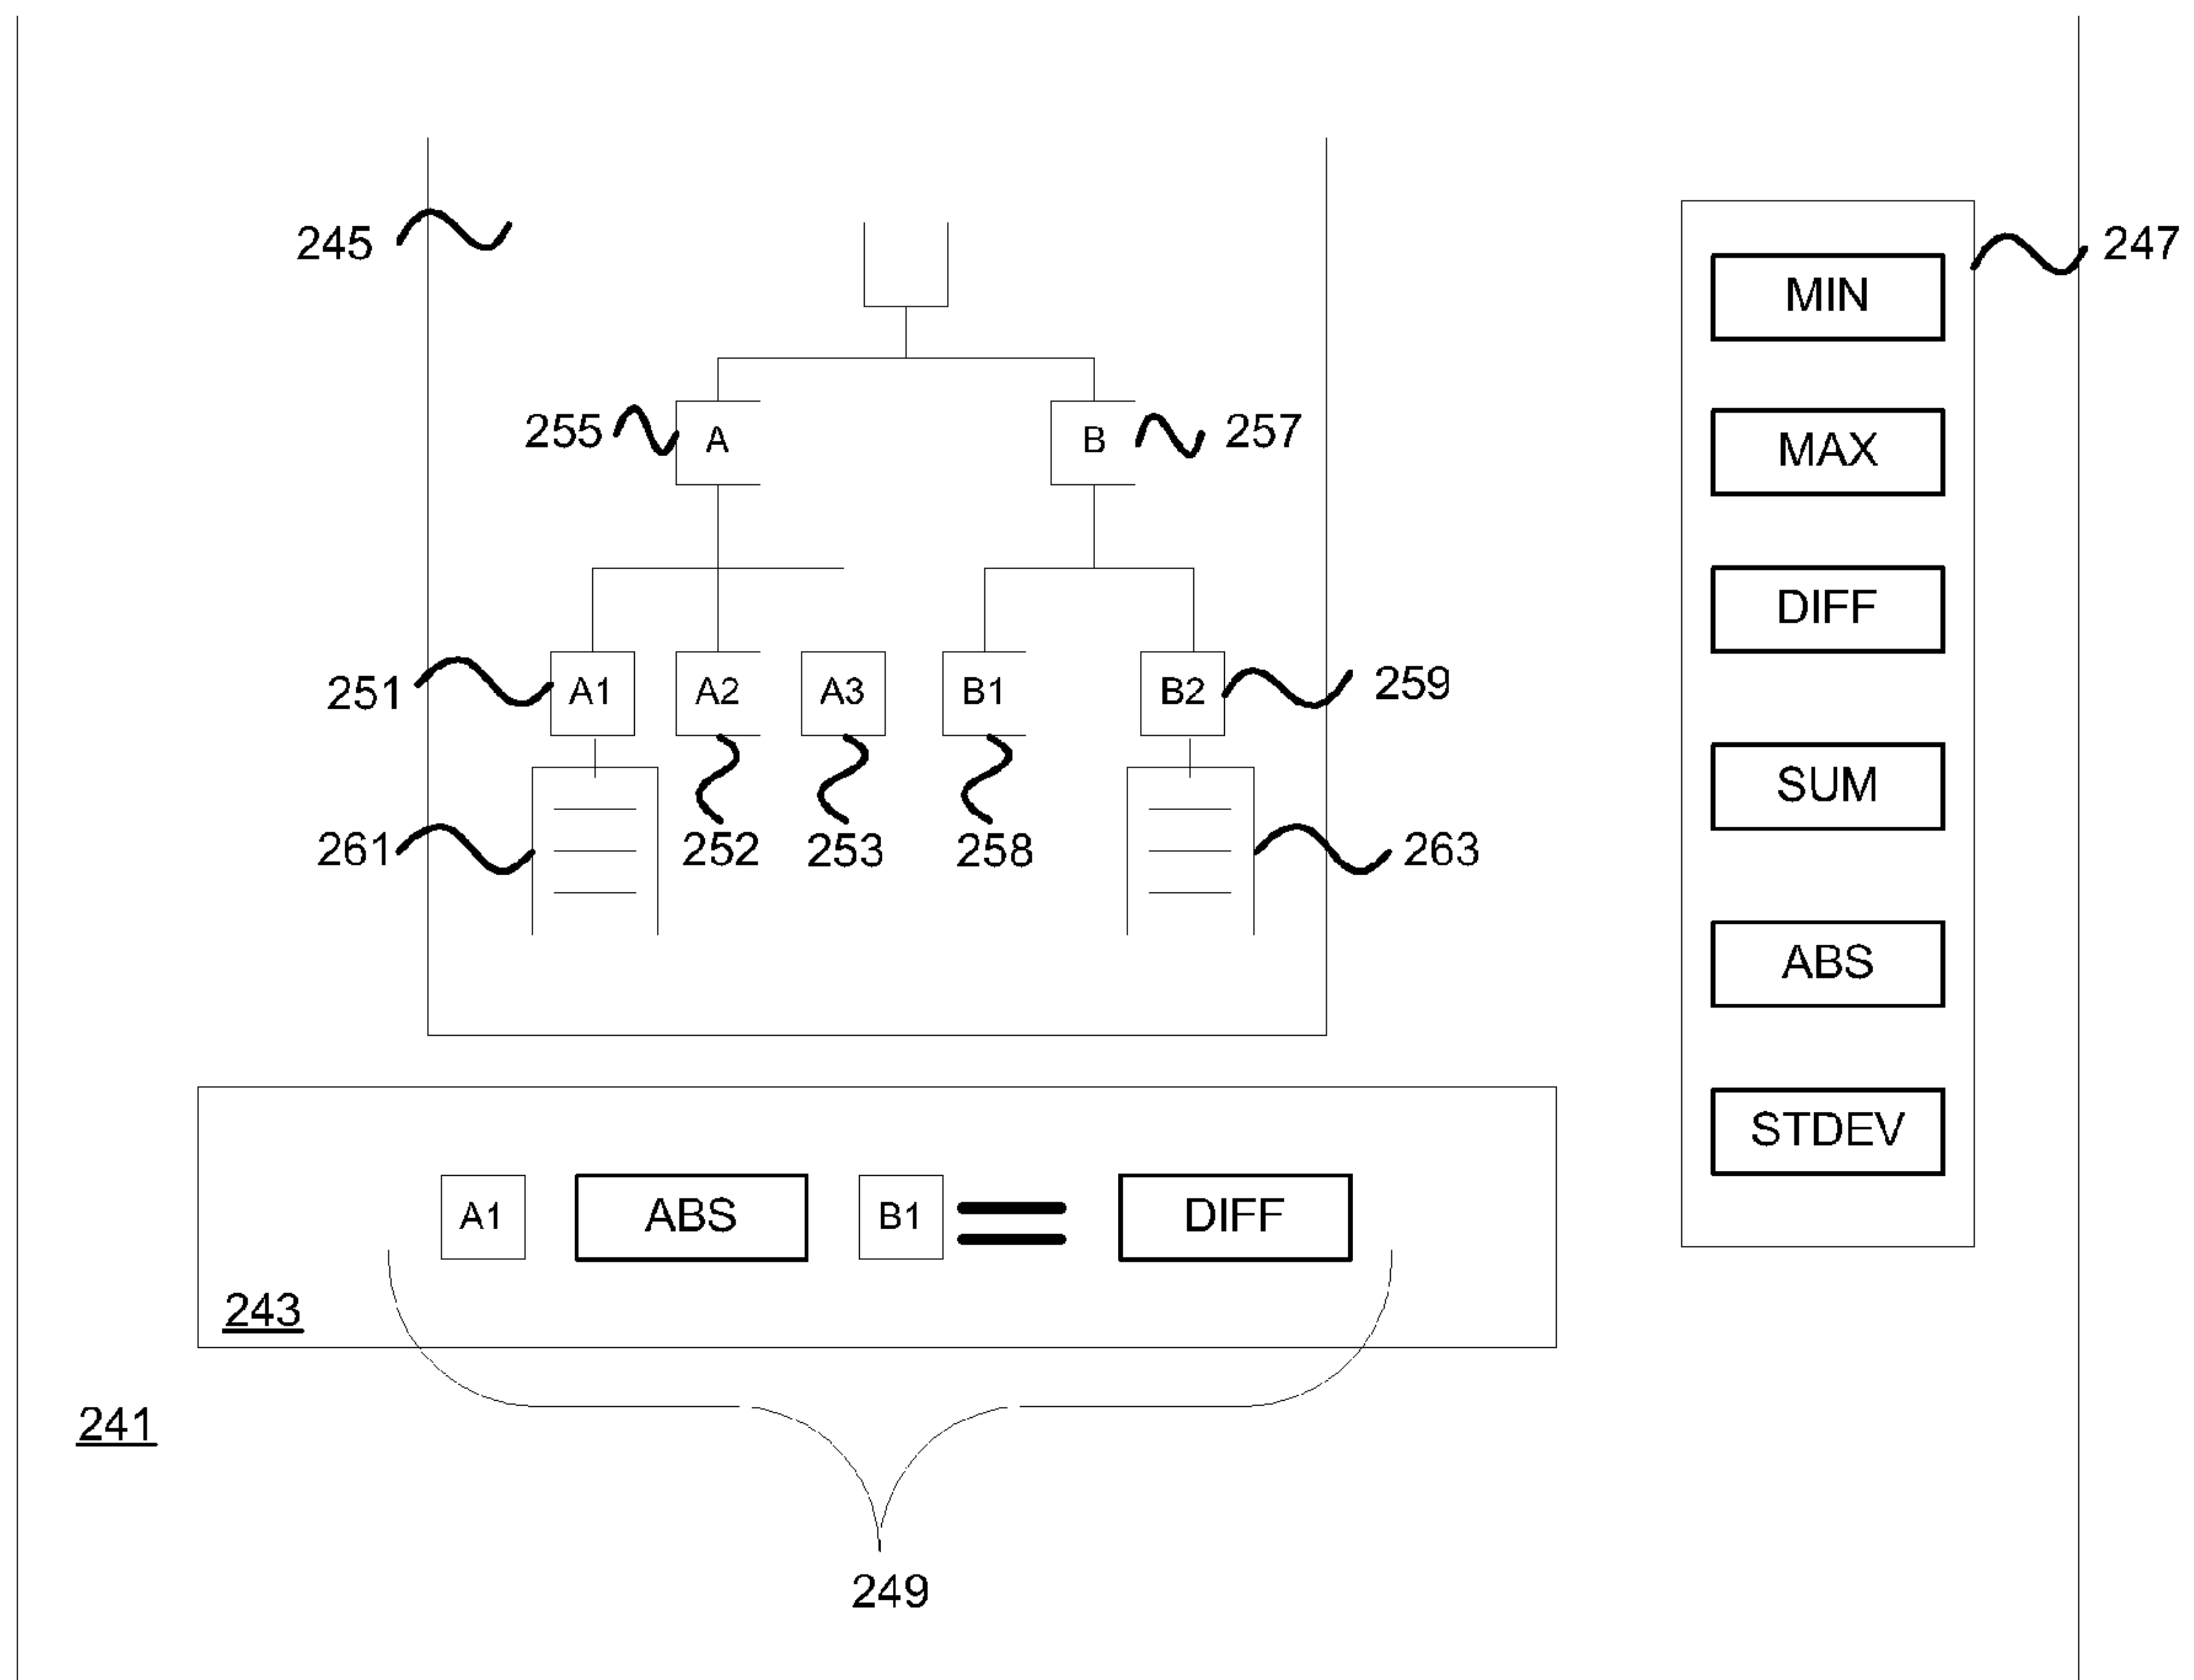 245
247
MIN
255
A
B
257
MAX
DIFF
251
A1
A2
A3
B1
B2
259
SUM
261
252
253
258
263
ABS
STDEV
A1
ABS
B1
=
DIFF
243
241
249